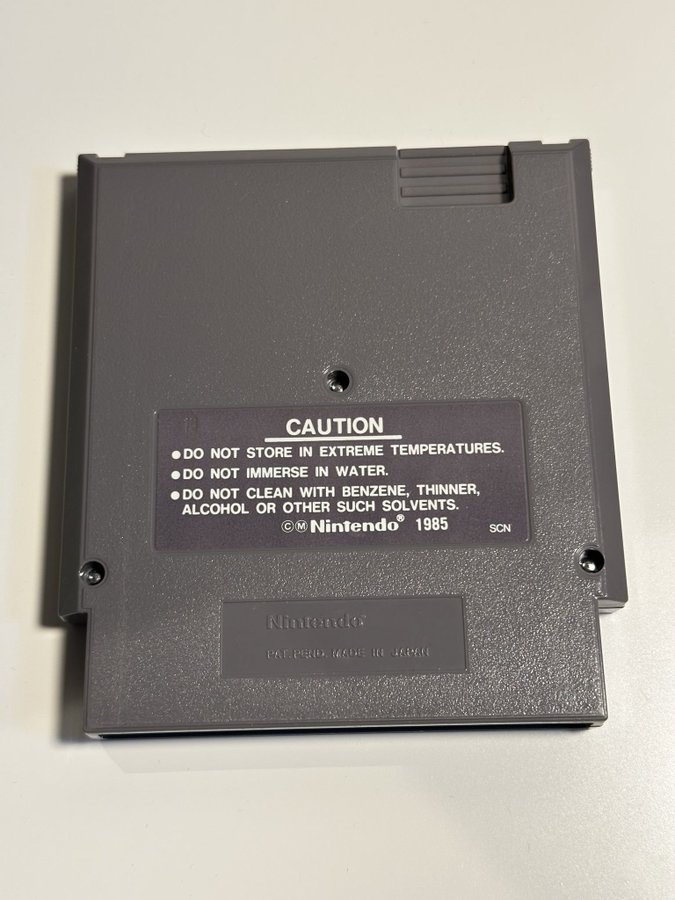 CAUTION
●DO NOT STORE IN EXTREME TEMPERATURES.
●DO NOT IMMERSE IN WATER.
●DO NOT CLEAN WITH BENZENE, THINNER,
ALCOHOL OR OTHER SUCH SOLVENTS.
©Ⓜ Nintendo® 1985 SCN
Nintendo®
PAT. PEND. MADE IN JAPAN